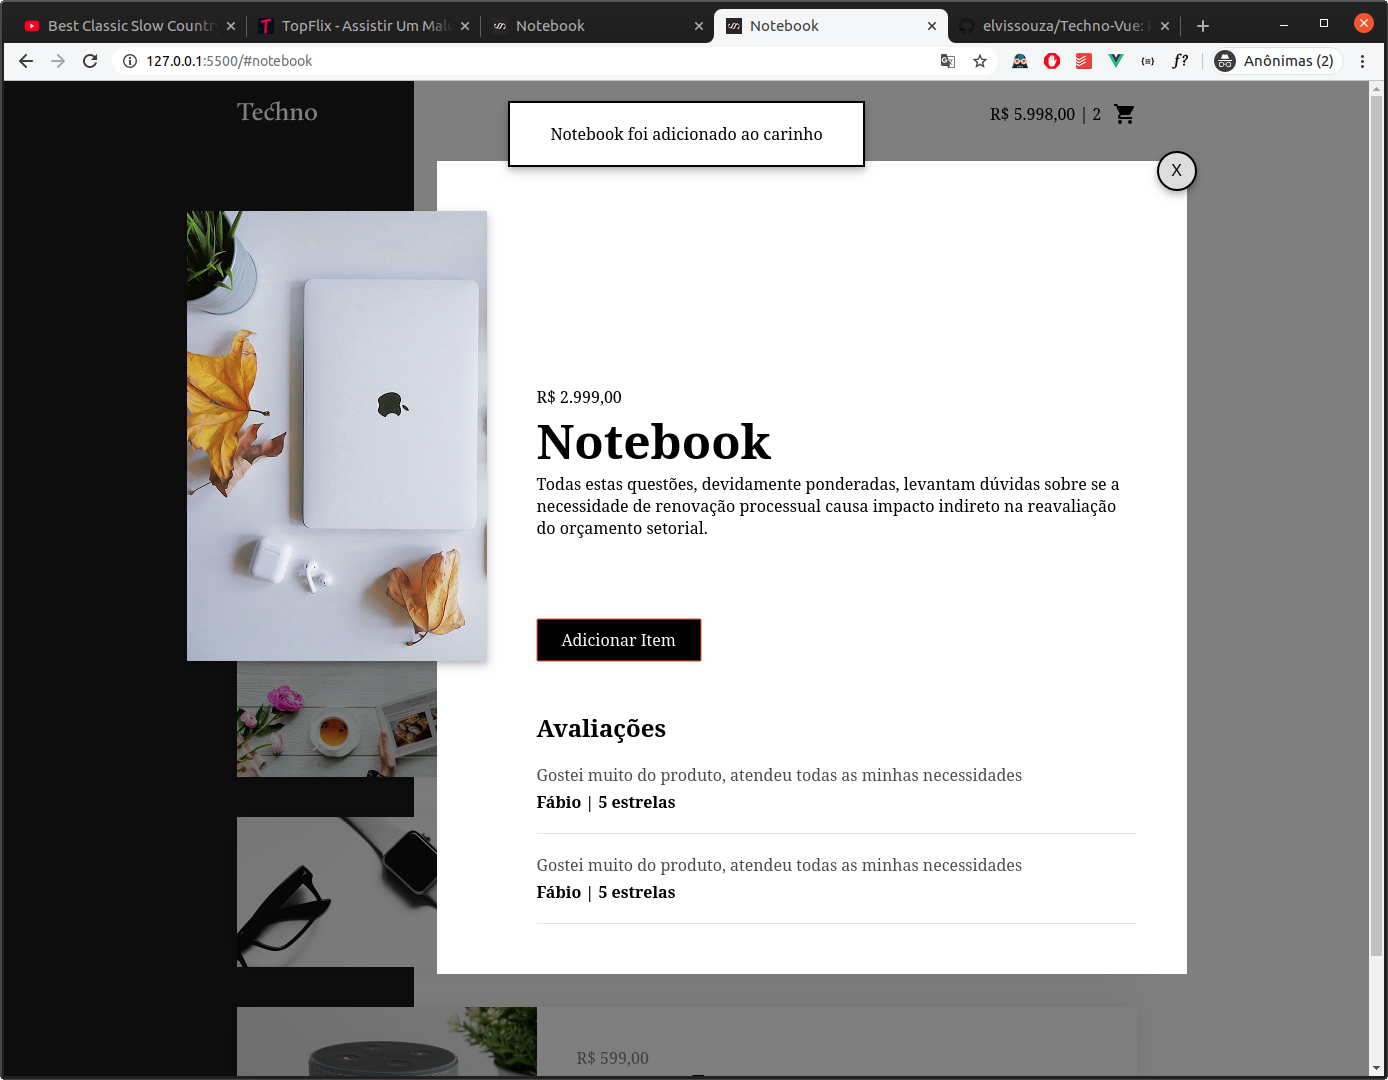 Best Classic Slow Country
TopFlix - Assistir Um Mal
Notebook
Notebook
elvissouza/Techno-Vue:
127.0.0.1:5500/#notebook
Anônimas (2)
Techno
Notebook foi adicionado ao carinho
R$ 5.998,00 | 2
X
R$ 2.999,00
Notebook
Todas estas questões, devidamente ponderadas, levantam dúvidas sobre se a
necessidade de renovação processual causa impacto indireto na reavaliação
do orçamento setorial.
Adicionar Item
Avaliações
Gostei muito do produto, atendeu todas as minhas necessidades
Fábio | 5 estrelas
Gostei muito do produto, atendeu todas as minhas necessidades
Fábio | 5 estrelas
R$ 599,00